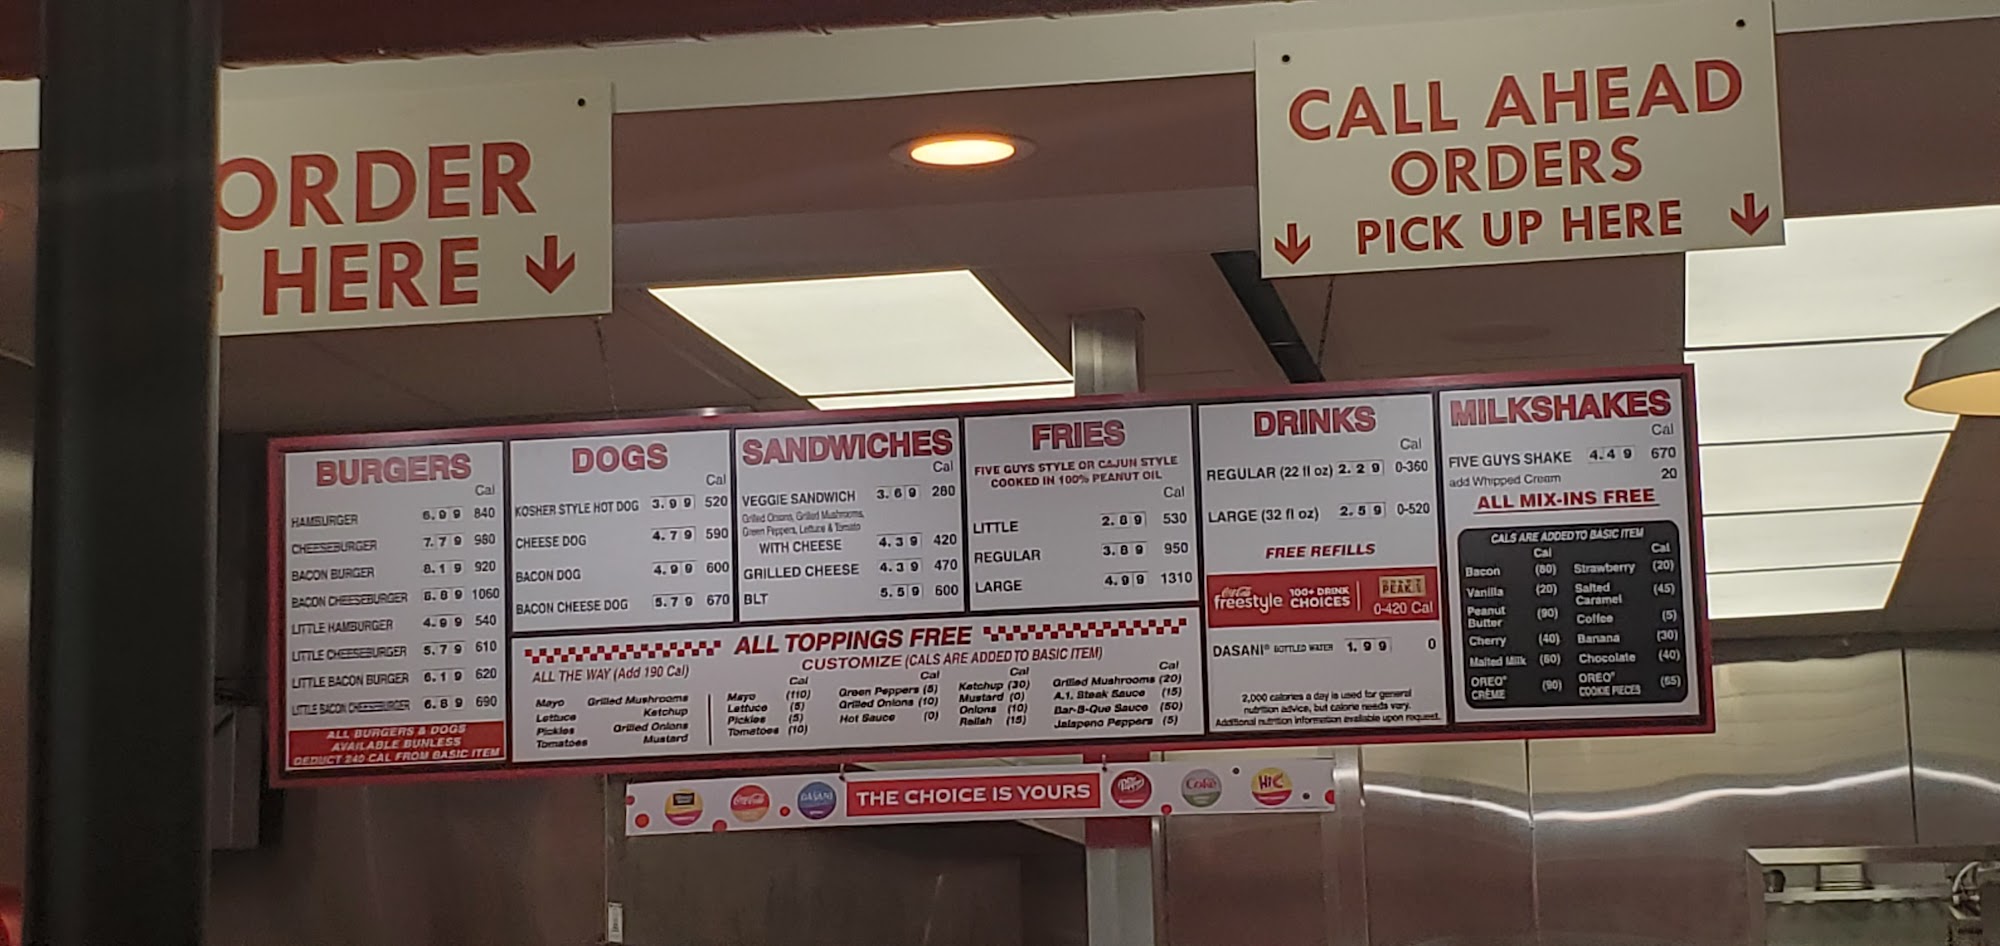 ORDER
HERE
CALL AHEAD
ORDERS
PICK UP HERE
BURGERS
Cal
HAMBURGER 6.99 840
CHEESEBURGER 7.79 980
BACON BURGER 8.19 920
BACON CHEESEBURGER 8.89 1060
LITTLE HAMBURGER 4.99 540
LITTLE CHEESEBURGER 5.79 610
LITTLE BACON BURGER 6.19 620
LITTLE BACON CHEESEBURGER 6.89 690
ALL BURGERS & DOGS
AVAILABLE BUNLESS
DEDUCT 240 CAL FROM BASIC ITEM
DOGS
Cal
KOSHER STYLE HOT DOG 3.99 520
CHEESE DOG 4.79 590
BACON DOG 4.99 600
BACON CHEESE DOG 5.79 670
SANDWICHES
Cal
VEGGIE SANDWICH 3.69 280
Grilled Onions, Grilled Mushrooms,
Green Peppers, Lettuce & Tomato
WITH CHEESE 4.39 420
GRILLED CHEESE 4.39 470
BLT 5.59 600
FRIES
FIVE GUYS STYLE OR CAJUN STYLE
COOKED IN 100% PEANUT OIL
Cal
LITTLE 2.89 530
REGULAR 3.89 950
LARGE 4.99 1310
ALL TOPPINGS FREE
ALL THE WAY (Add 190 Cal)
Mayo Grilled Mushrooms
Lettuce Ketchup
Pickles Grilled Onions
Tomatoes Mustard
CUSTOMIZE (CALS ARE ADDED TO BASIC ITEM)
Cal
Mayo (110)
Lettuce (5)
Pickles (5)
Tomatoes (10)
Cal
Green Peppers (5)
Grilled Onions (10)
Hot Sauce (0)
Cal
Ketchup (30)
Mustard (0)
Onions (10)
Relish (15)
Cal
Grilled Mushrooms (20)
A.1. Steak Sauce (15)
Bar-B-Que Sauce (50)
Jalapeno Peppers (5)
DRINKS
Cal
REGULAR (22 fl oz) 2.29 0-360
LARGE (32 fl oz) 2.59 0-520
FREE REFILLS
Coca-Cola
freestyle
100+ DRINK
CHOICES
PEAK
0-420 Cal
DASANI® BOTTLED WATER 1.99 0
2,000 calories a day is used for general
nutrition advice, but calorie needs vary.
Additional nutrition information available upon request.
MILKSHAKES
Cal
FIVE GUYS SHAKE 4.49 670
add Whipped Cream 20
ALL MIX-INS FREE
CALS ARE ADDED TO BASIC ITEM
Cal Cal
Bacon (80) Strawberry (20)
Vanilla (20) Salted Caramel (45)
Peanut Butter (90) Coffee (5)
Cherry (40) Banana (30)
Malted Milk (60) Chocolate (40)
OREO® CRÈME (90) OREO® COOKIE PIECES (65)
Coca-Cola
DASANI
THE CHOICE IS YOURS
Dr Pepper
Coke
HI-C